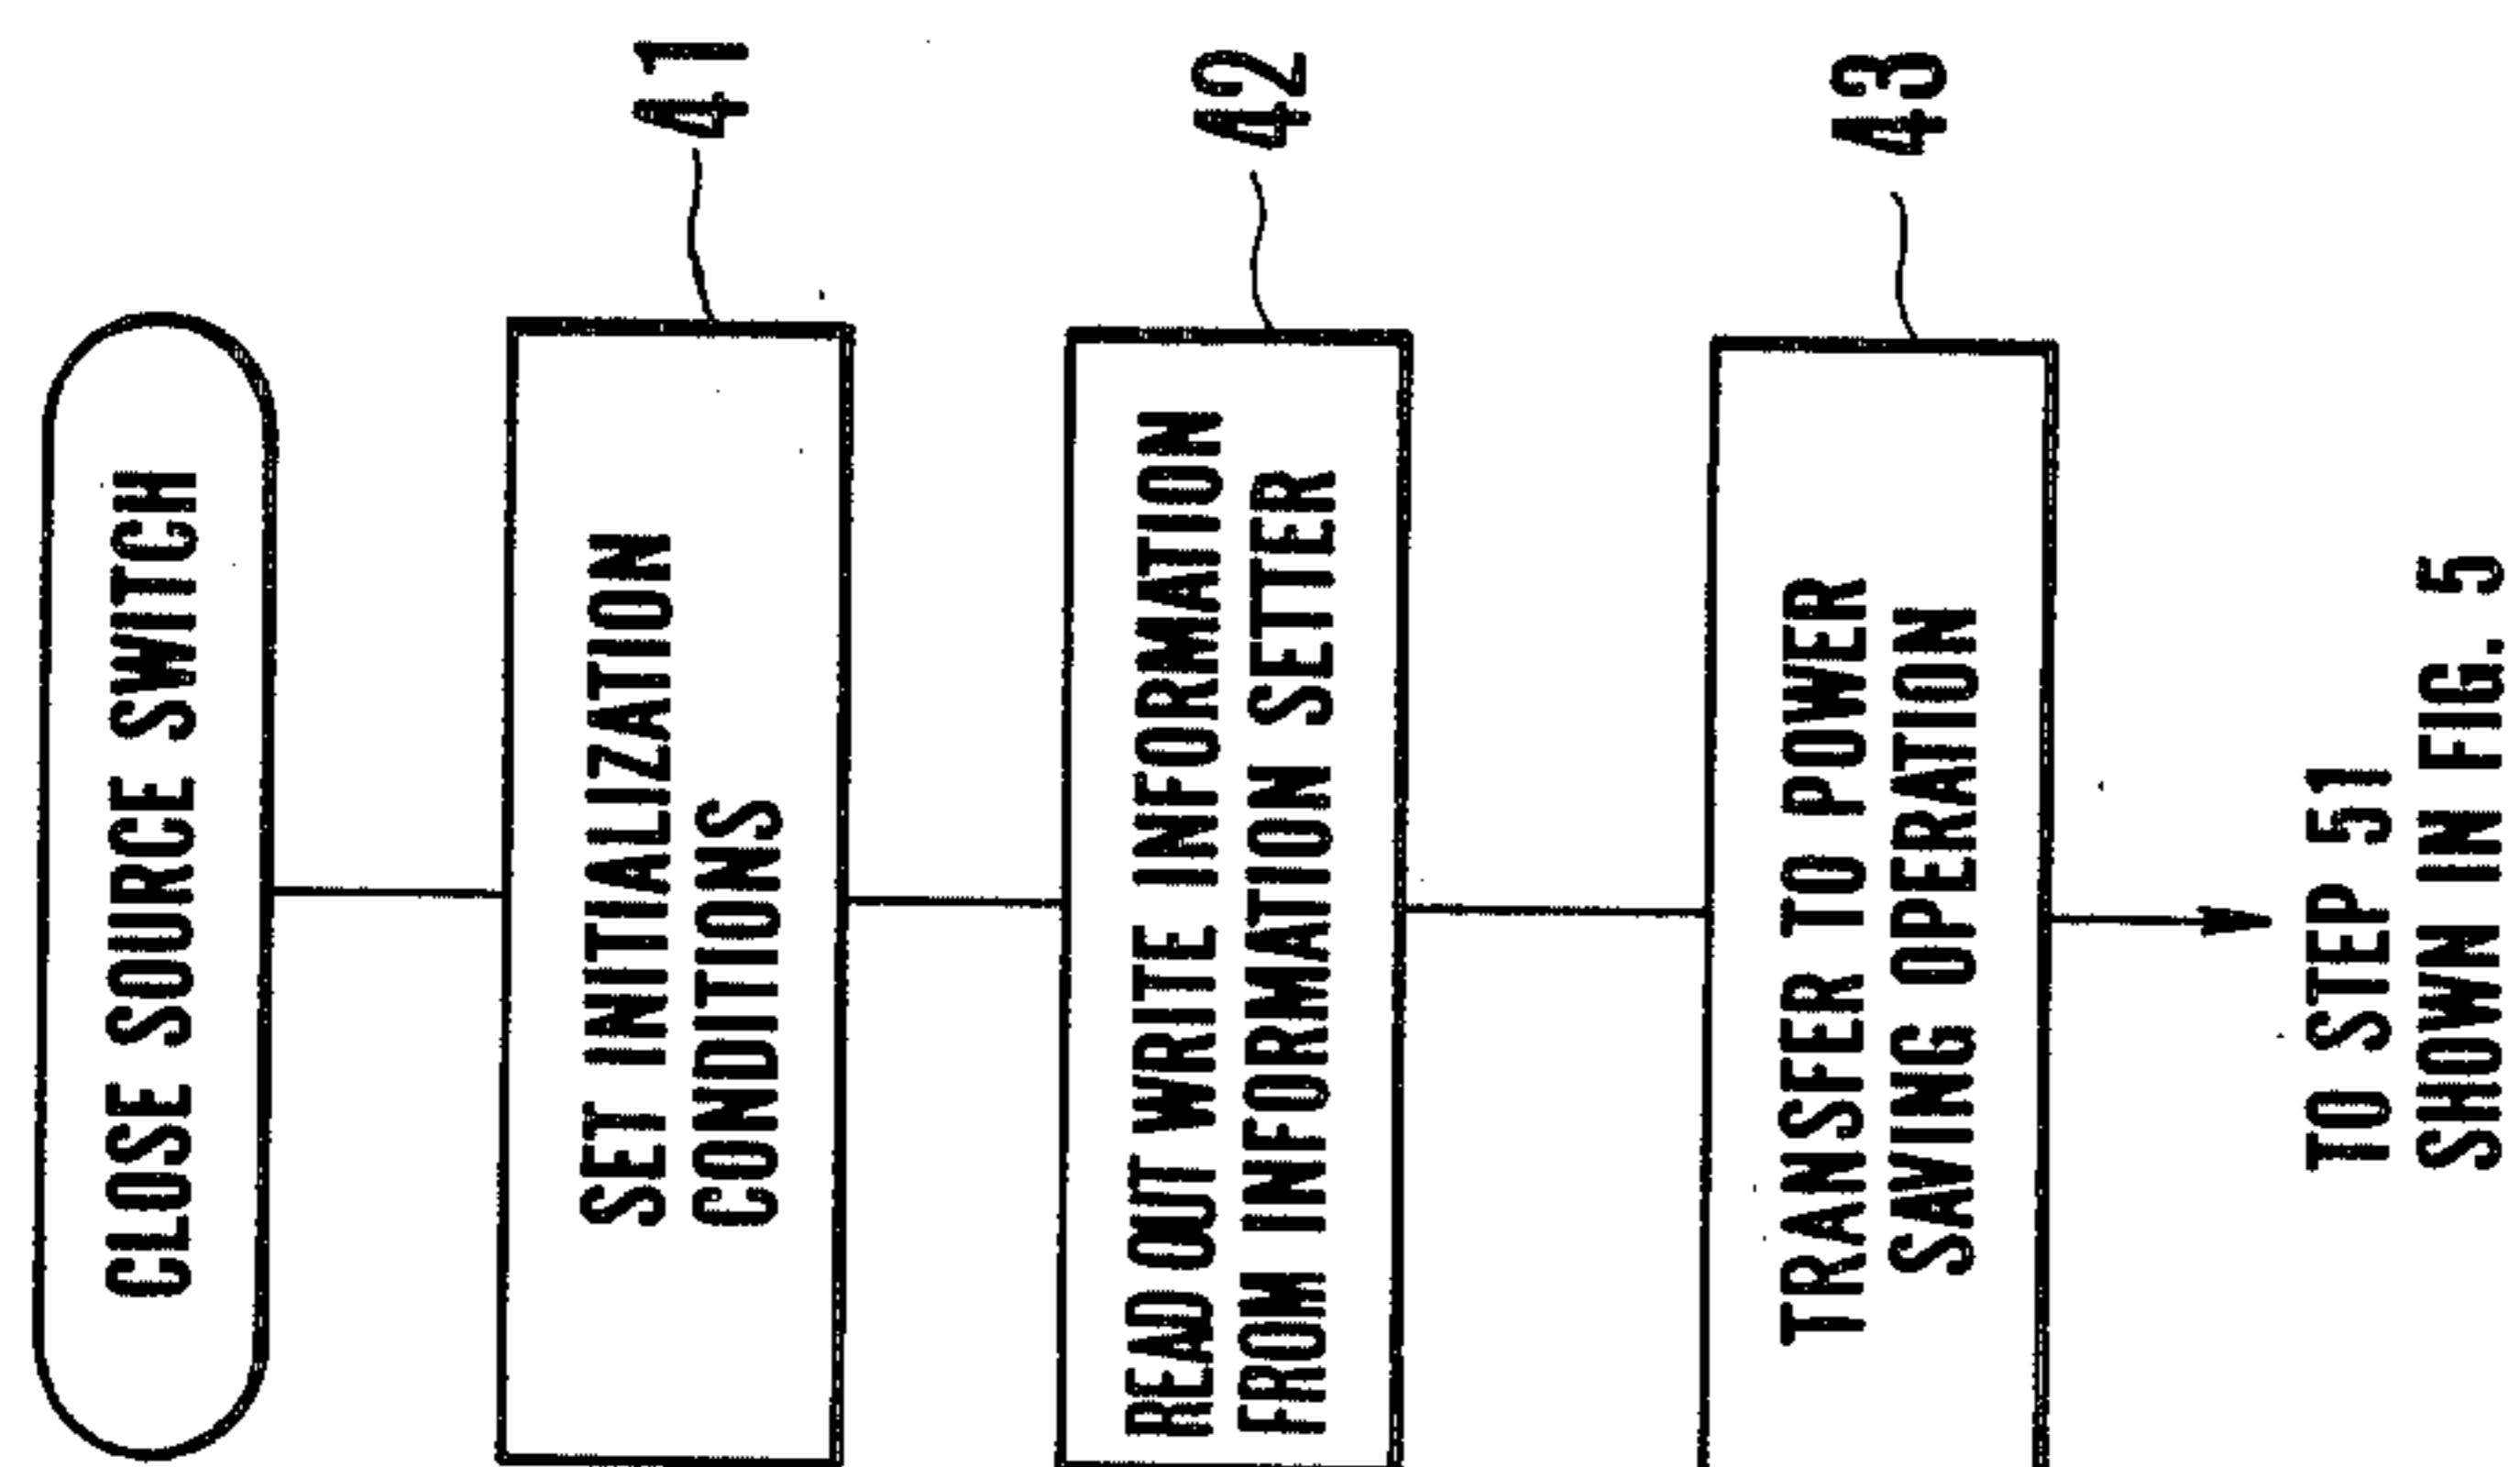 CLOSE SOURCE SWITCH
41
SET INITIALIZATION
CONDITIONS
42
READ OUT WRITE INFORMATION
FROM INFORMATION SETTER
43
TRANSFER TO POWER
SAVING OPERATION
TO STEP 51
SHOWN IN FIG. 5